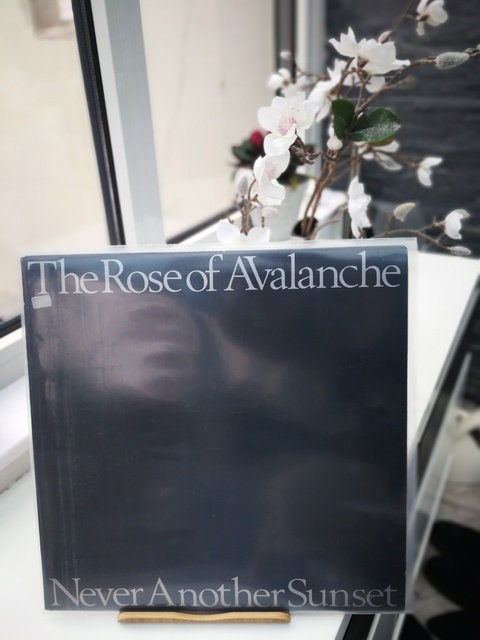 The Rose of Avalanche
Never Another Sunset